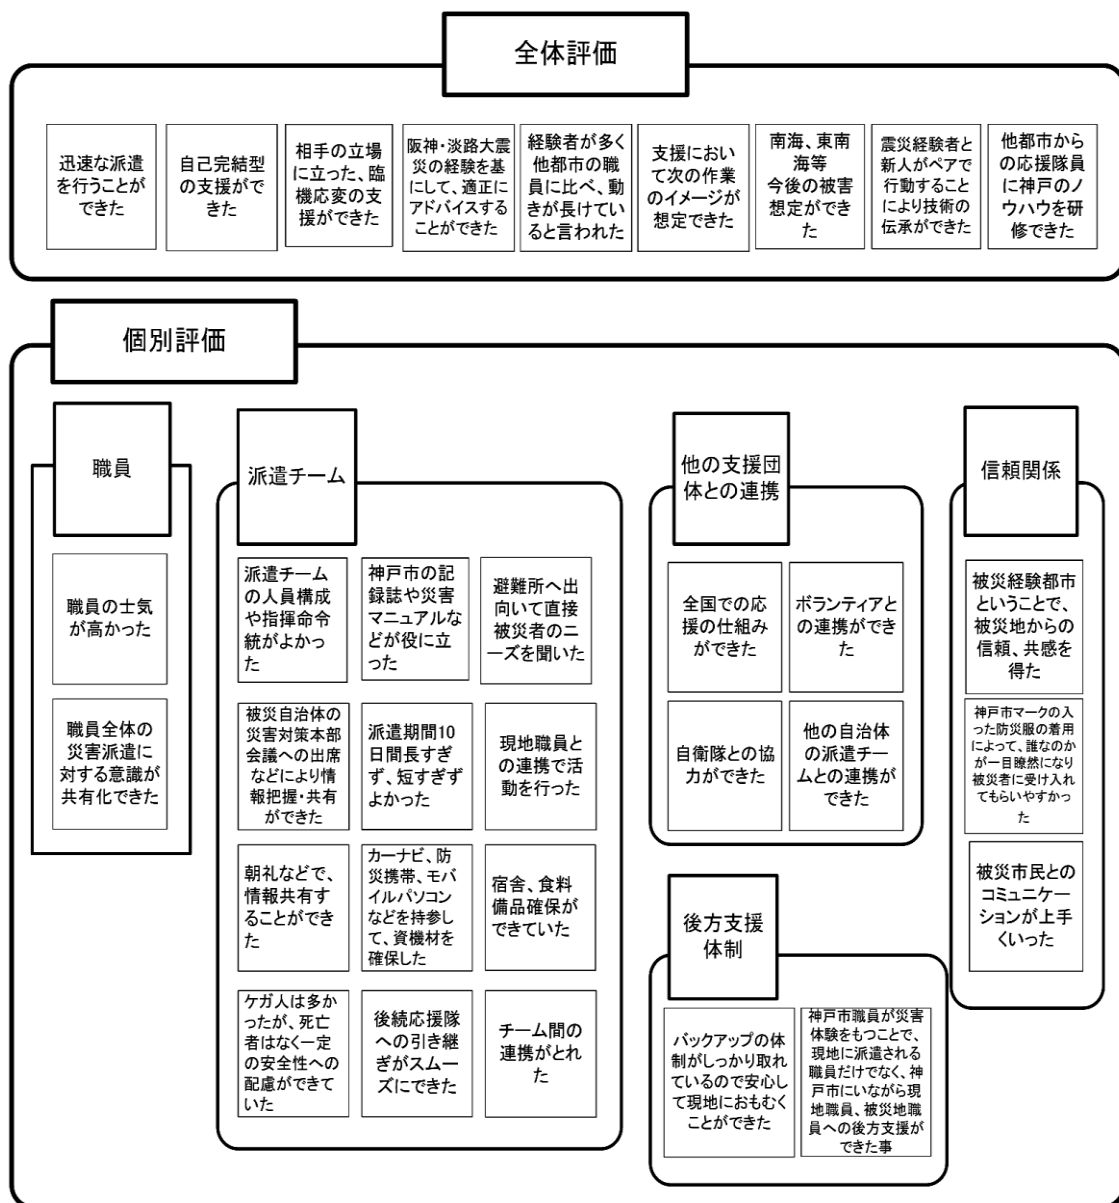 全体評価
迅速な派遣
を行うことが
できた
自己完結型
の支援がで
きた
相手の立場
に立った、臨
機応変の支
援ができた
阪神・淡路大震
災の経験を基
にして、適正に
アドバイスする
ことができた
経験者が多く
他都市の職
員に比べ、動
きが長けてい
ると言われた
支援におい
て次の作業
のイメージが
想定できた
南海、東南
海等
今後の被害
想定ができ
た
震災経験者と
新人がペアで
行動すること
により技術の
伝承ができた
他都市から
の応援隊員
に神戸のノ
ウハウを研
修できた
個別評価
職員
職員の士気
が高かった
職員全体の
災害派遣に
対する意識が
共有化できた
派遣チーム
派遣チーム
の人員構成
や指揮命令
統がよかっ
た
神戸市の記
録誌や災害
マニュアルな
どが役に立
った
避難所へ出
向いて直接
被災者のニ
ーズを聞いた
被災自治体の
災害対策本部
会議への出席
などにより情
報把握・共有
ができた
派遣期間10
日間長すぎ
ず、短すぎず
よかった
現地職員と
の連携で活
動を行った
朝礼などで、
情報共有す
ることができ
た
カーナビ、防
災携帯、モバ
イルパソコン
などを持参し
て、資機材を
確保した
宿舎、食料
備品確保が
できていた
ケガ人は多か
ったが、死亡
者はなく一定
の安全性への
配慮ができて
いた
後続応援隊
への引き継
ぎがスムー
ズにできた
チーム間の
連携がとれ
た
他の支援団
体との連携
全国での応
援の仕組み
ができた
ボランティアと
の連携ができ
た
自衛隊との協
力ができた
他の自治体
の派遣チー
ムとの連携が
できた
後方支援
体制
バックアップの体
制がしっかり取れ
ているので安心し
て現地におもむく
ことができた
神戸市職員が災害
体験をもつことで、
現地に派遣される
職員だけでなく、神
戸市にいながら現
地職員、被災地職
員への後方支援が
できた事
信頼関係
被災経験都市
ということで、
被災地からの
信頼、共感を
得た
神戸市マークの入
った防災服の着用
によって、誰なのか
が一目瞭然になり
被災者に受け入れ
てもらいやすかっ
た
被災市民との
コミュニケー
ションが上手
くいった